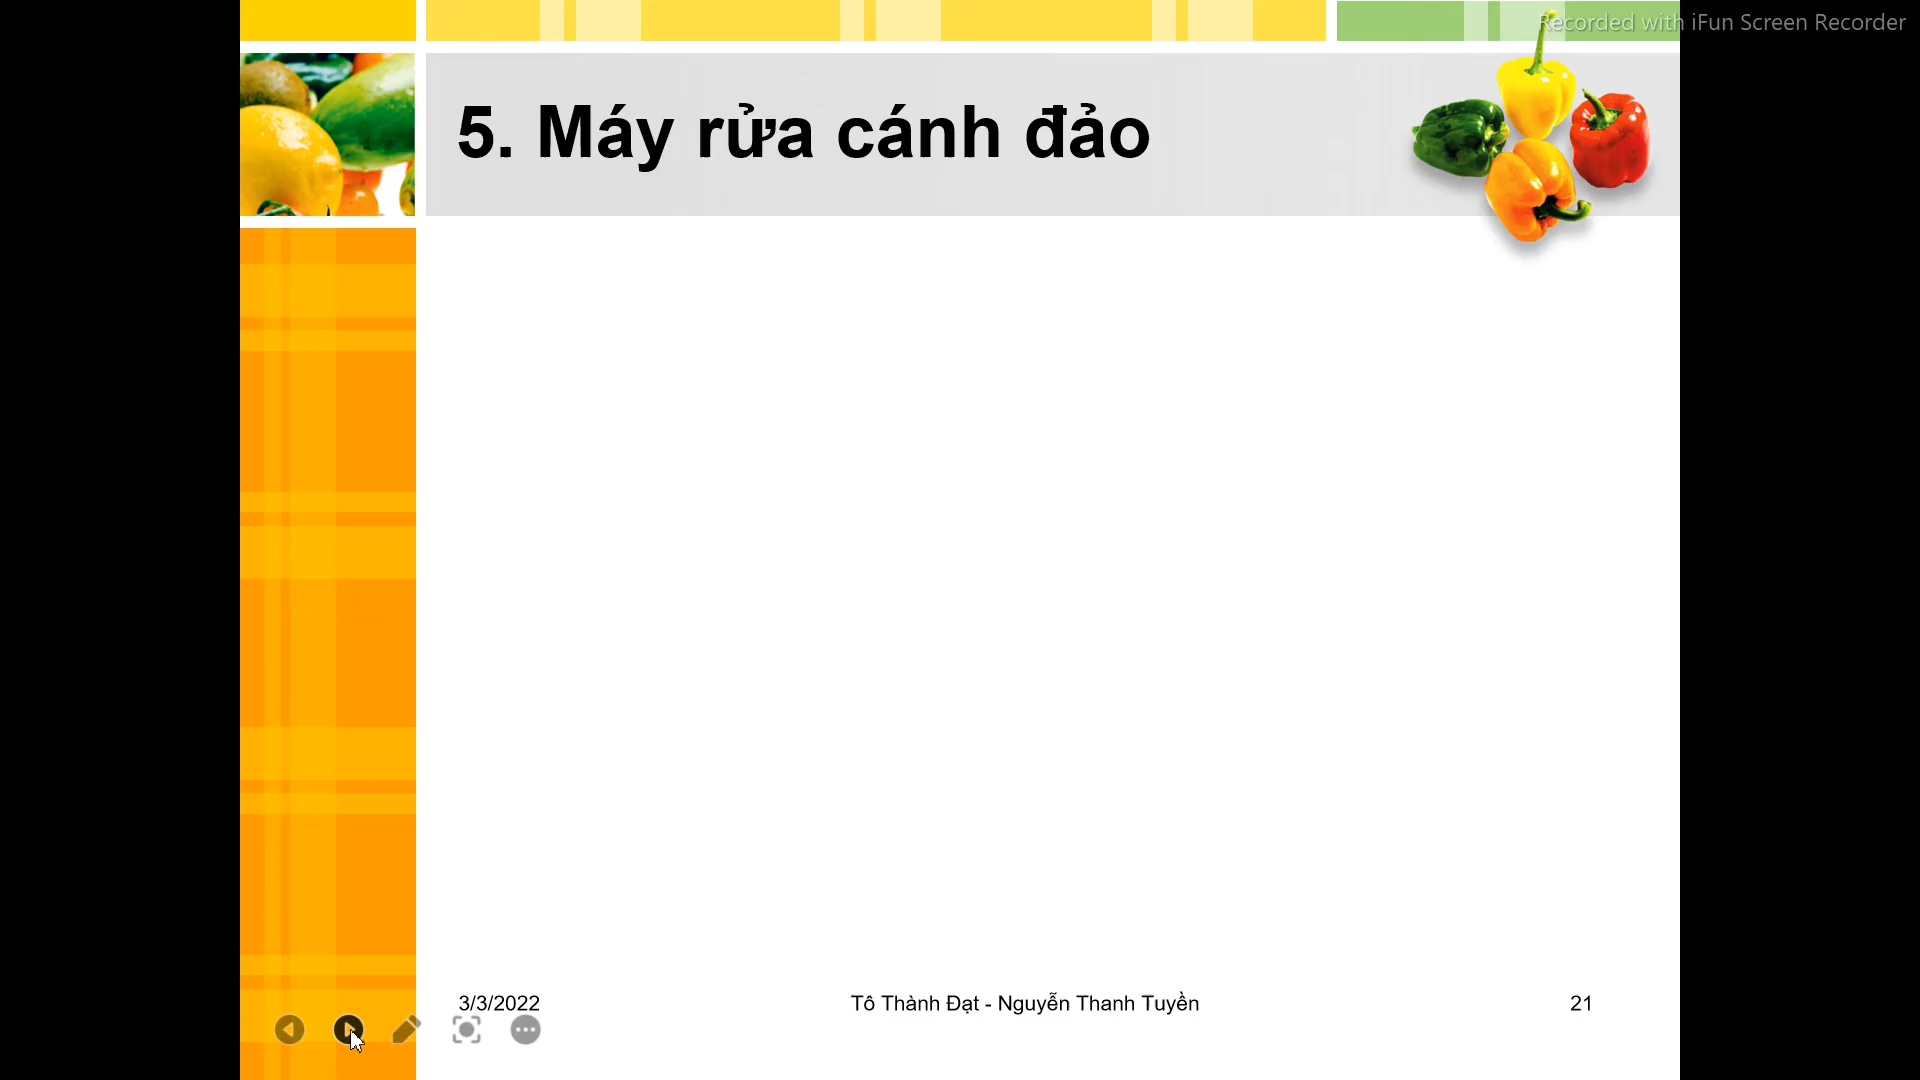 Recorded with iFun Screen Recorder
5. Máy rửa cánh đảo
3/3/2022
Tô Thành Đạt - Nguyễn Thanh Tuyền
21